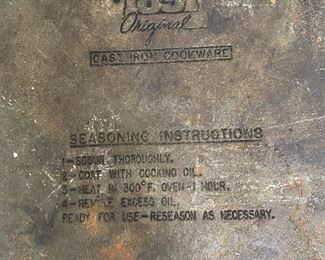 Original
CAST IRON COOKWARE
SEASONING INSTRUCTIONS
1-SCOUR THOROUGHLY.
2-COAT WITH COOKING OIL.
3-HEAT IN 300°F. OVEN-1 HOUR.
4-REMOVE EXCESS OIL.
READY FOR USE-RESEASON AS NECESSARY.